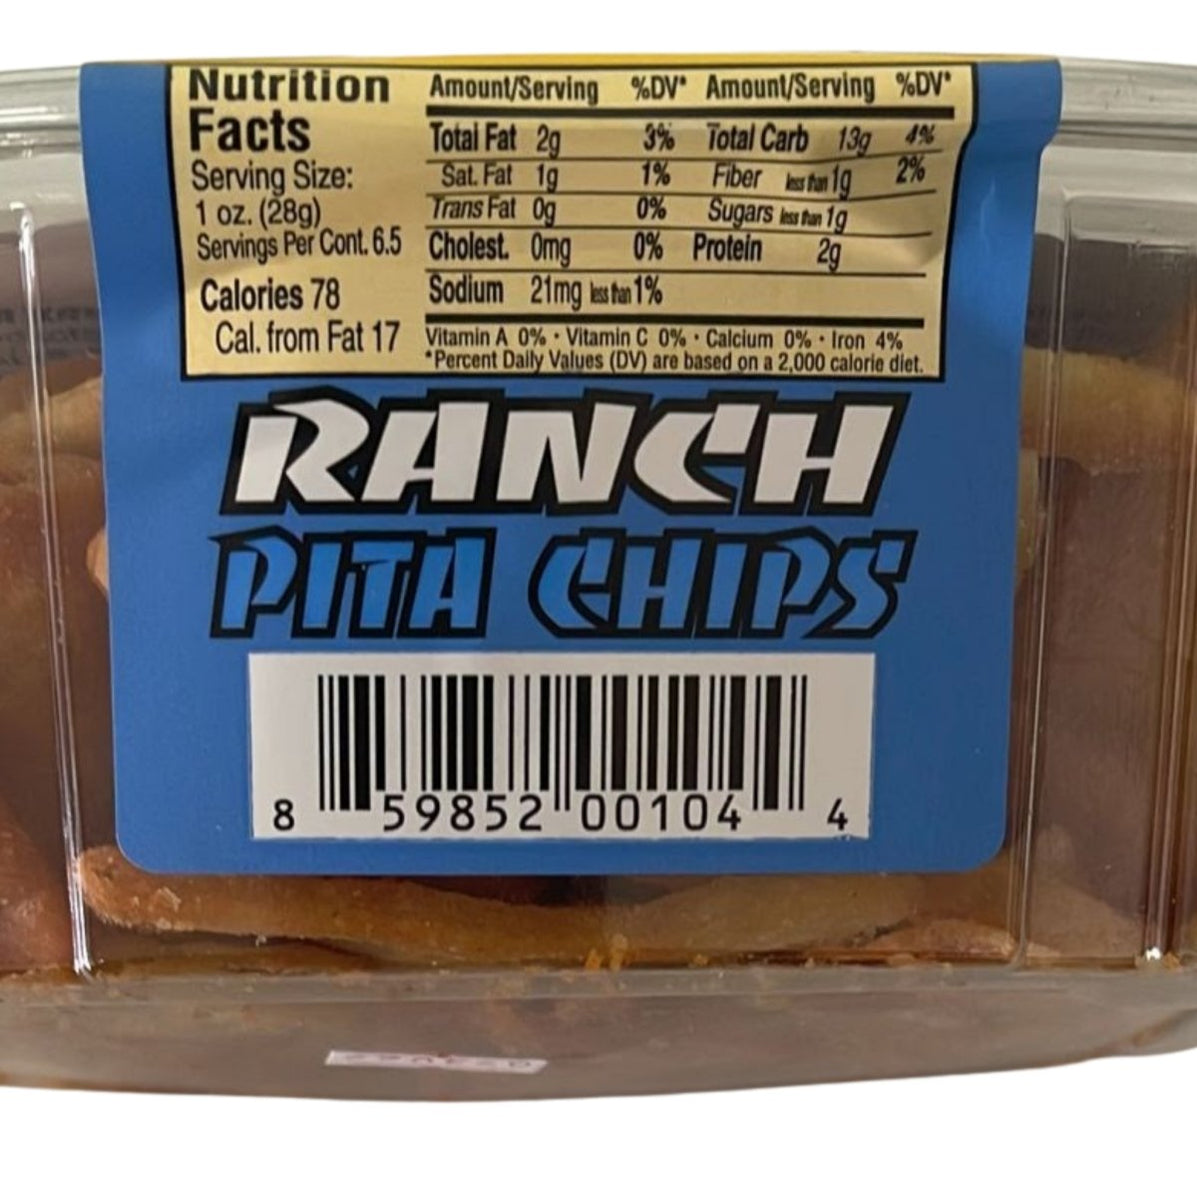 Nutrition
Facts
Serving Size:
1 oz. (28g)
Servings Per Cont. 6.5
Calories 78
Cal. from Fat 17
Amount/Serving %DV* Amount/Serving %DV*
Total Fat 2g 3% Total Carb 13g 4%
Sat. Fat 1g 1% Fiber less than 1g 2%
Trans Fat 0g 0% Sugars less than 1g
Cholest. 0mg 0% Protein 2g
Sodium 21mg less than 1%
Vitamin A 0% · Vitamin C 0% · Calcium 0% · Iron 4%
*Percent Daily Values (DV) are based on a 2,000 calorie diet.
RANCH
PITA CHIPS
8 59852 00104 4